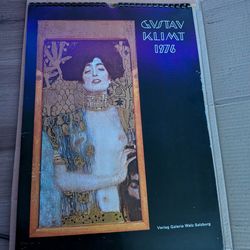 GUSTAV
KLIMT
1976
Verlag Galerie Welz Salzburg